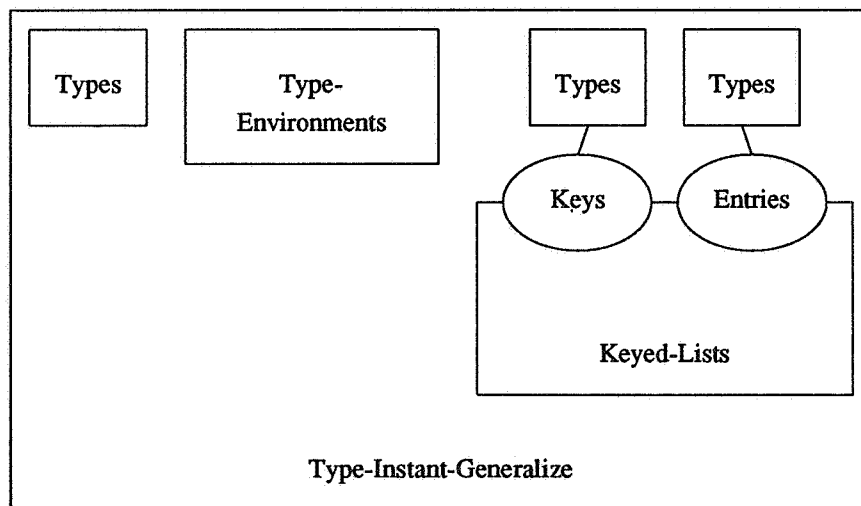 Types
Type-
Environments
Types
Types
Keys
Entries
Keyed-Lists
Type-Instant-Generalize